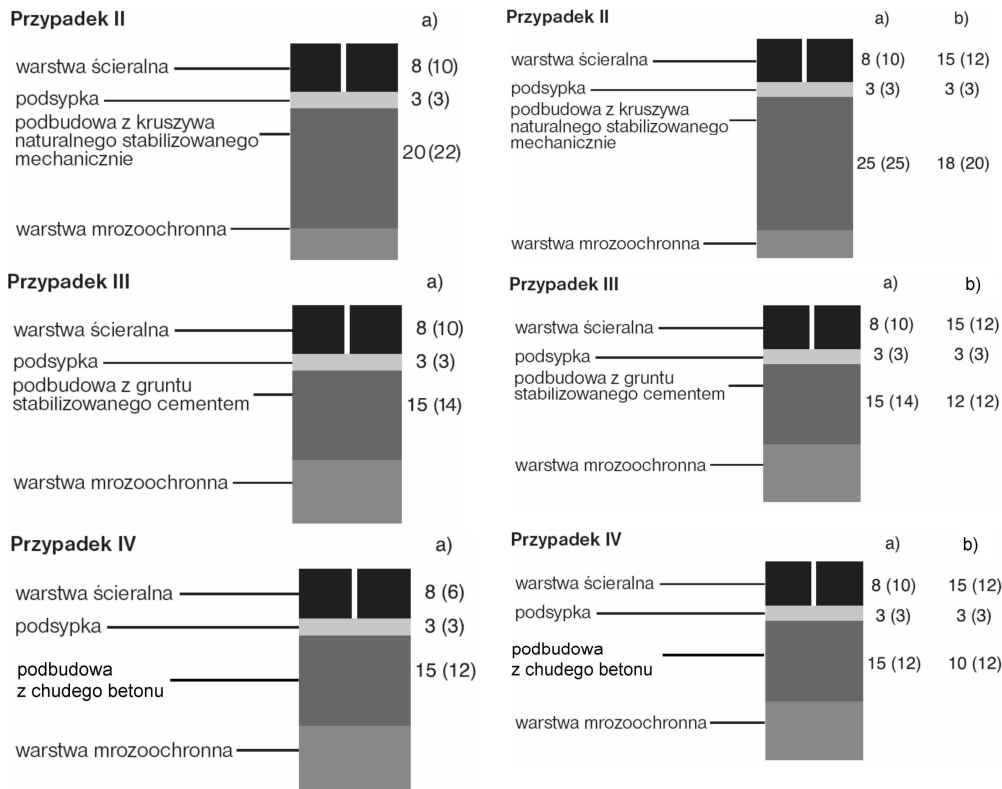 Przypadek II a)
warstwa ścieralna 8 (10)
podsypka 3 (3)
podbudowa z kruszywa
naturalnego stabilizowanego
mechanicznie 20 (22)
warstwa mrozoochronna
Przypadek II a) b)
warstwa ścieralna 8 (10) 15 (12)
podsypka 3 (3) 3 (3)
podbudowa z kruszywa
naturalnego stabilizowanego
mechanicznie
25 (25) 18 (20)
warstwa mrozoochronna
Przypadek III a)
warstwa ścieralna 8 (10)
podsypka 3 (3)
podbudowa z gruntu
stabilizowanego cementem 15 (14)
warstwa mrozoochronna
Przypadek III a) b)
warstwa ścieralna 8 (10) 15 (12)
podsypka 3 (3) 3 (3)
podbudowa z gruntu
stabilizowanego cementem 15 (14) 12 (12)
warstwa mrozoochronna
Przypadek IV a)
warstwa ścieralna 8 (6)
podsypka 3 (3)
podbudowa 15 (12)
z chudego betonu
warstwa mrozoochronna
Przypadek IV a) b)
warstwa ścieralna 8 (10) 15 (12)
podsypka 3 (3) 3 (3)
podbudowa
z chudego betonu 15 (12) 10 (12)
warstwa mrozoochronna